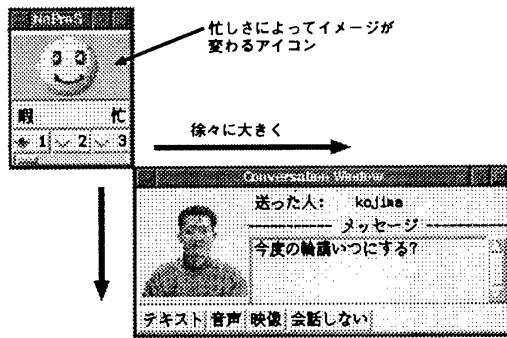 忙しさによってイメージが
変わるアイコン
暇 忙
1 2 3
徐々に大きく
Conversation Window
送った人: kojima
メッセージ
今度の輪講いつにする?
テキスト 音声 映像 会話しない